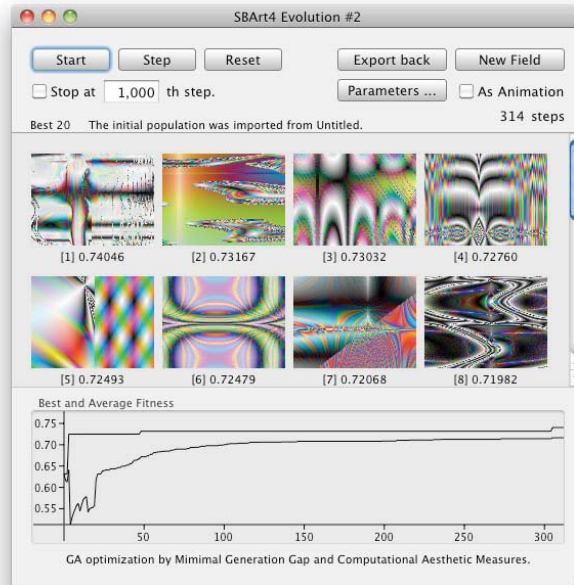 SBArt4 Evolution #2
Start Step Reset Export back New Field
Stop at 1,000 th step. Parameters ... As Animation
314 steps
Best 20 The initial population was imported from Untitled.
[1] 0.74046 [2] 0.73167 [3] 0.73032 [4] 0.72760
[5] 0.72493 [6] 0.72479 [7] 0.72068 [8] 0.71982
Best and Average Fitness
0.75
0.70
0.65
0.60
0.55
50 100 150 200 250 300
GA optimization by Mimimal Generation Gap and Computational Aesthetic Measures.